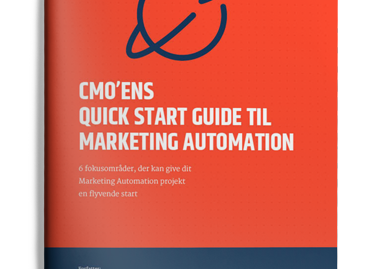 CMO'ENS
QUICK START GUIDE TIL
MARKETING AUTOMATION
6 fokusområder, der kan give dit
Marketing Automation projekt
en flyvende start